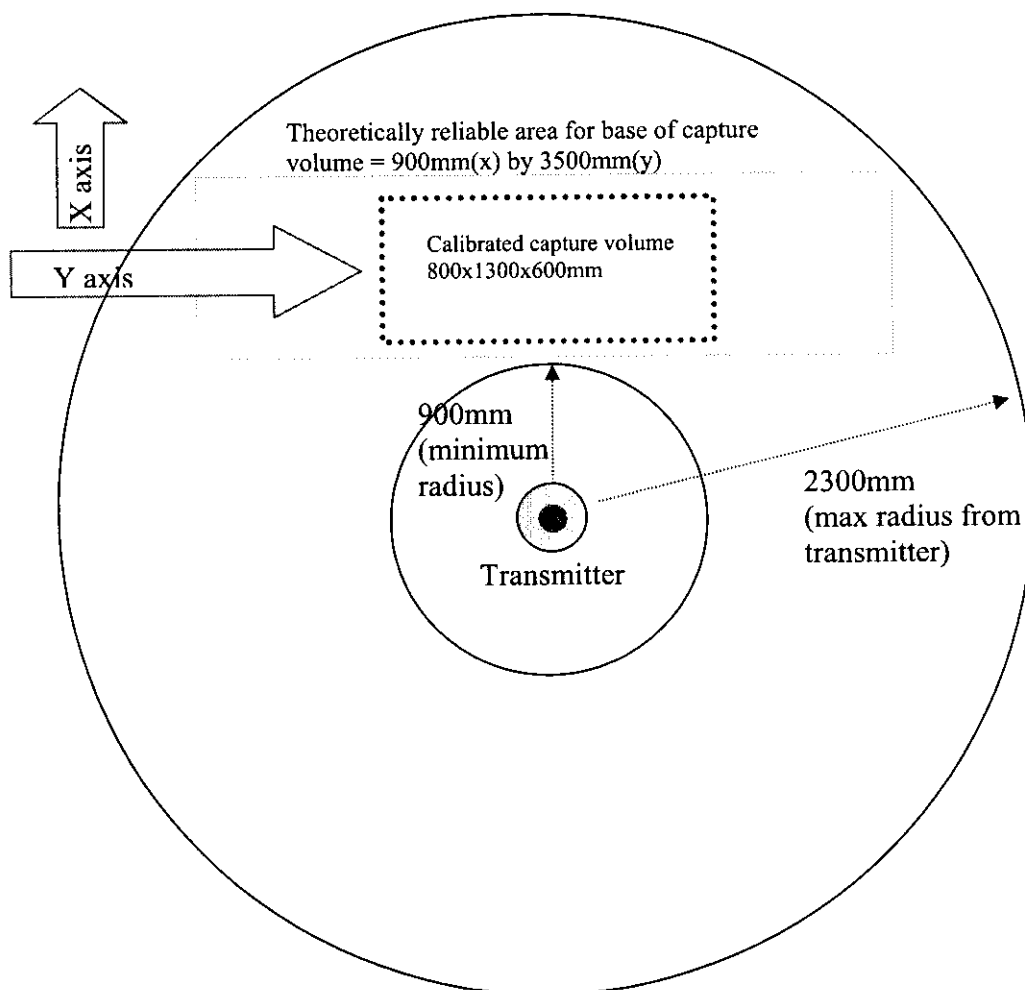 X axis
Theoretically reliable area for base of capture
volume = 900mm(x) by 3500mm(y)
Calibrated capture volume
800x1300x600mm
Y axis
900mm
(minimum
radius)
2300mm
(max radius from
transmitter)
Transmitter